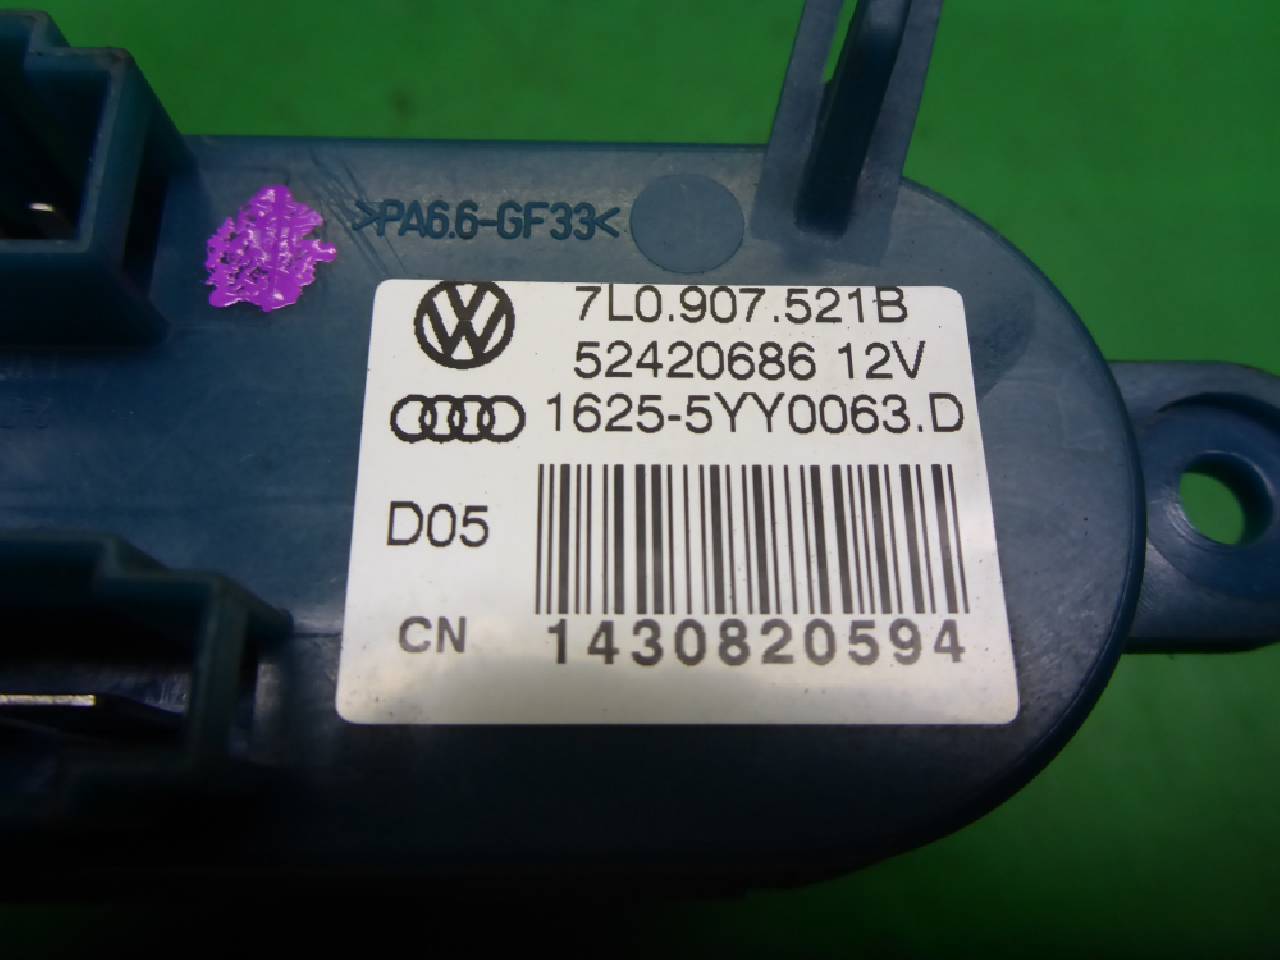 >PA6.6-GF33<
7L0.907.521B
52420686 12V
1625-5YY0063.D
D05
CN
1430820594